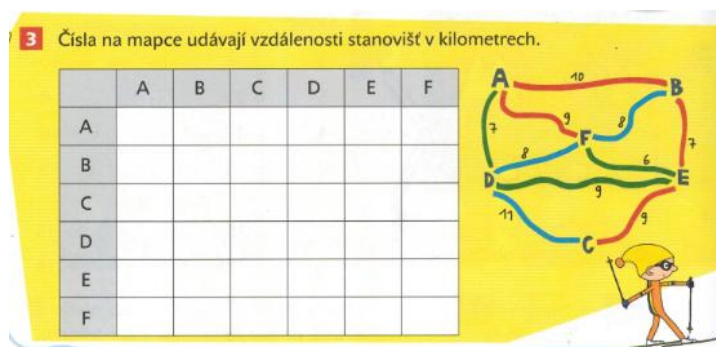 3 Čísla na mapce udávají vzdálenosti stanovišť v kilometrech.
A B C D E F
A
B
C
D
E
F
A 10 B
7 9 8 7
F
8 6
D 9 E
11 9
C